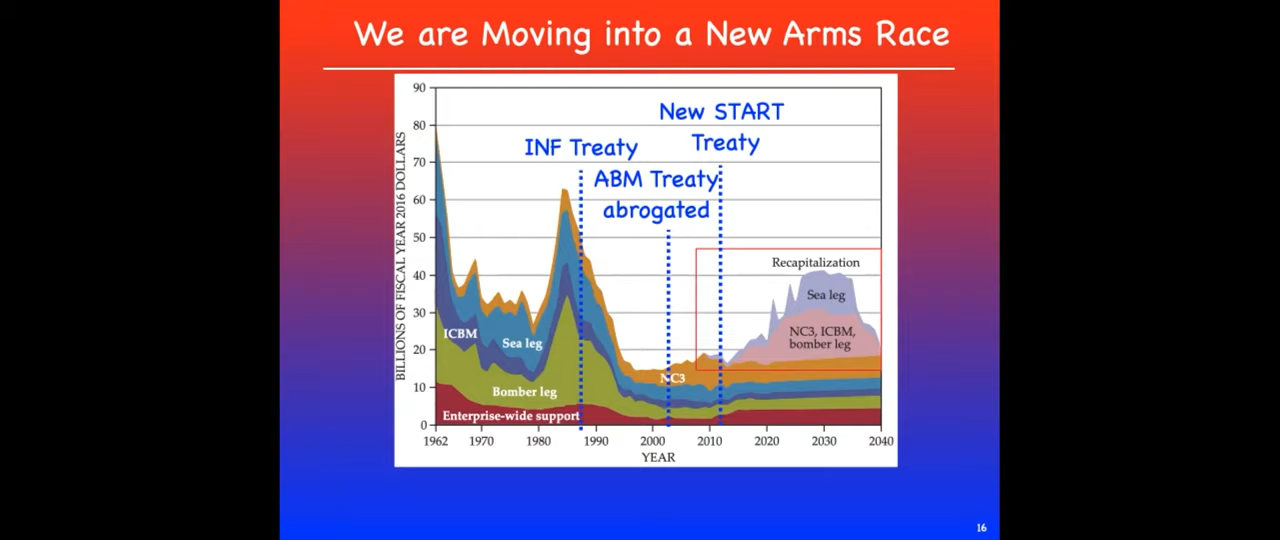 We are Moving into a New Arms Race
BILLIONS OF FISCAL YEAR 2016 DOLLARS
90
80
70
60
50
40
30
20
10
0
INF Treaty
ABM Treaty
abrogated
New START
Treaty
Recapitalization
Sea leg
NC3, ICBM,
bomber leg
ICBM
Sea leg
NC3
Bomber leg
Enterprise-wide support
1962 1970 1980 1990 2000 2010 2020 2030 2040
YEAR
16